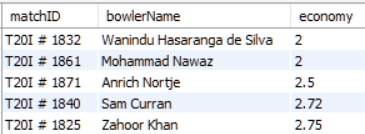 matchID bowlerName economy
T20I # 1832 Wanindu Hasaranga de Silva 2
T20I # 1861 Mohammad Nawaz 2
T20I # 1871 Anrich Nortje 2.5
T20I # 1840 Sam Curran 2.72
T20I # 1825 Zahoor Khan 2.75